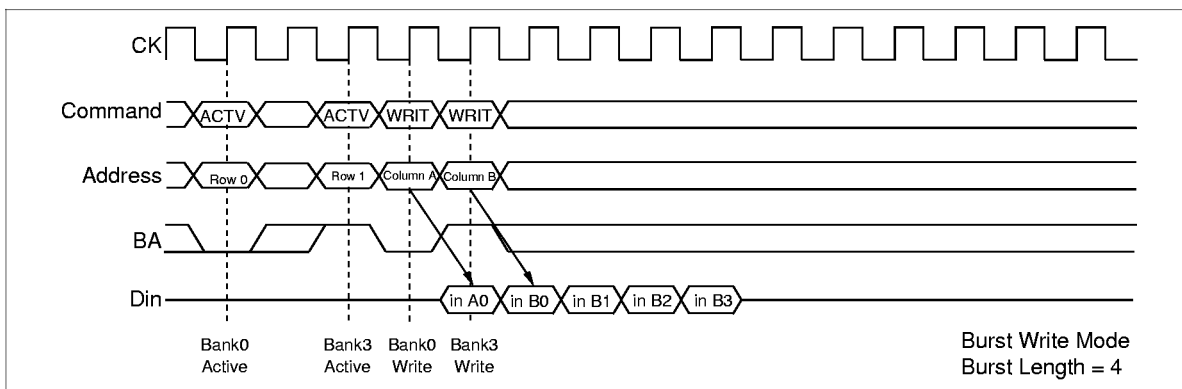 CK
Command ACTV ACTV WRIT WRIT
Address Row 0 Row 1 Column A Column B
BA
Din in A0 in B0 in B1 in B2 in B3
Bank0 Bank3 Bank0 Bank3
Active Active Write Write
Burst Write Mode
Burst Length = 4